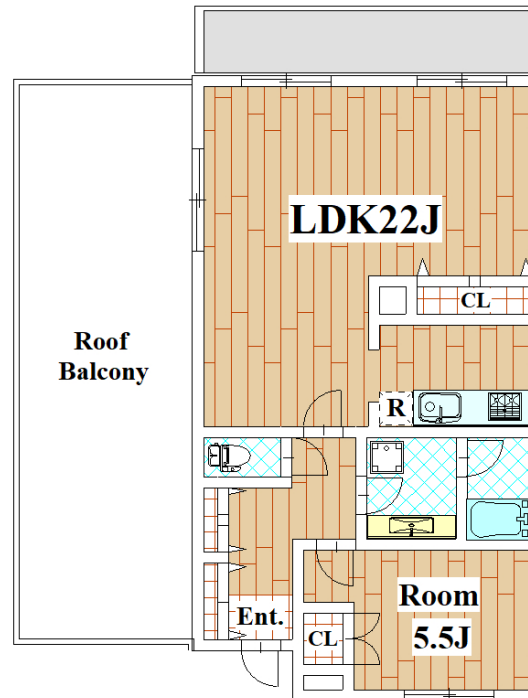 LDK22J
CL
Roof
Balcony
R
Room
5.5J
Ent.
CL